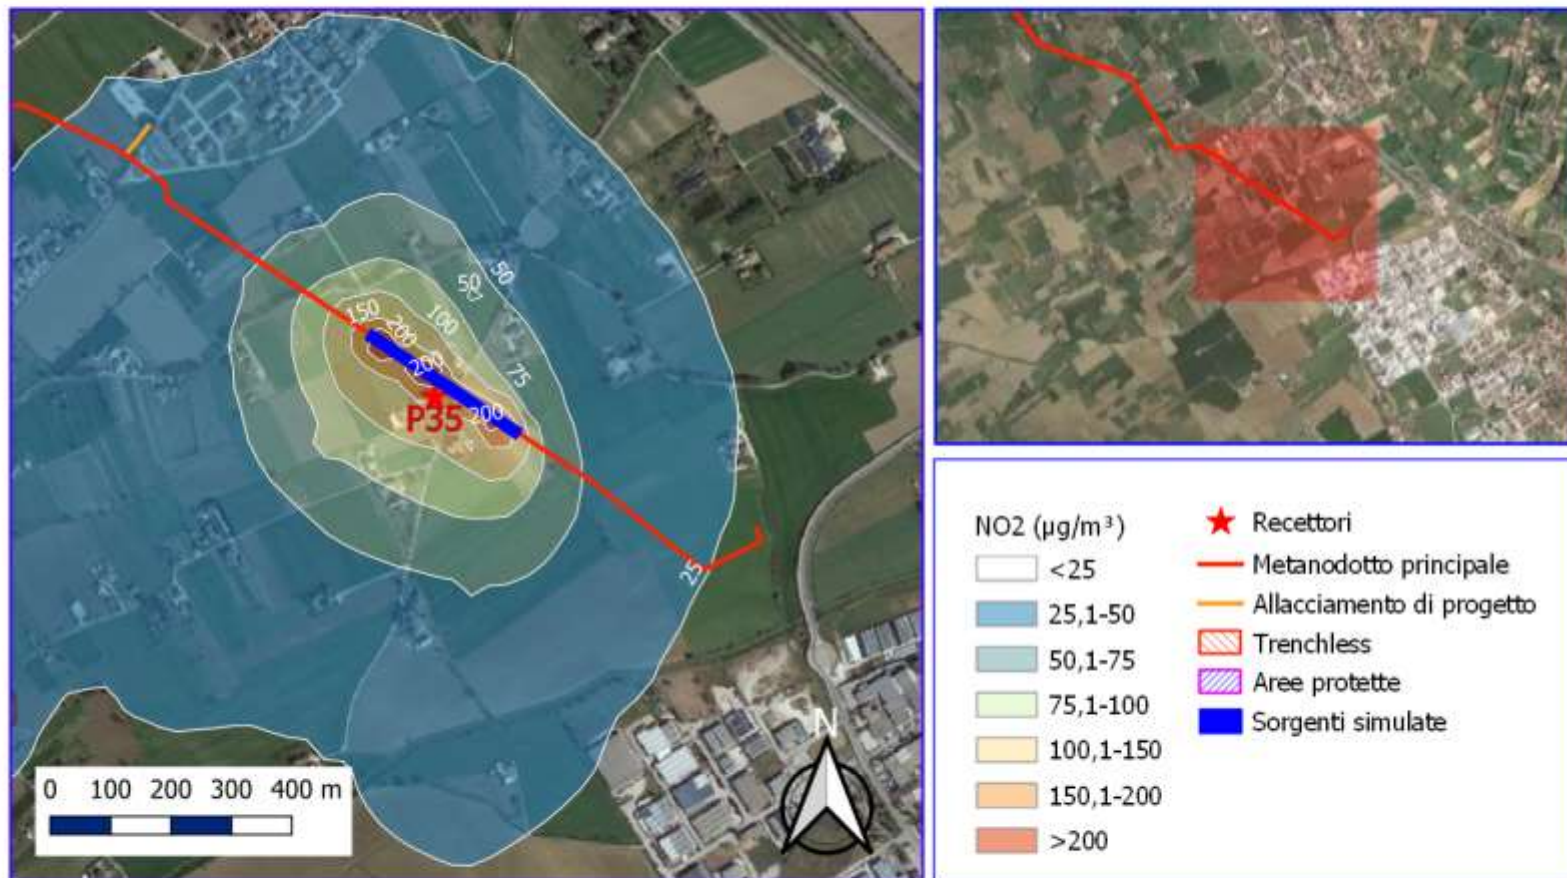 50
50
100
150
200
200
75
200
P35
25
N
0 100 200 300 400 m
NO2 (µg/m³)
<25
25,1-50
50,1-75
75,1-100
100,1-150
150,1-200
>200
Recettori
Metanodotto principale
Allacciamento di progetto
Trenchless
Aree protette
Sorgenti simulate